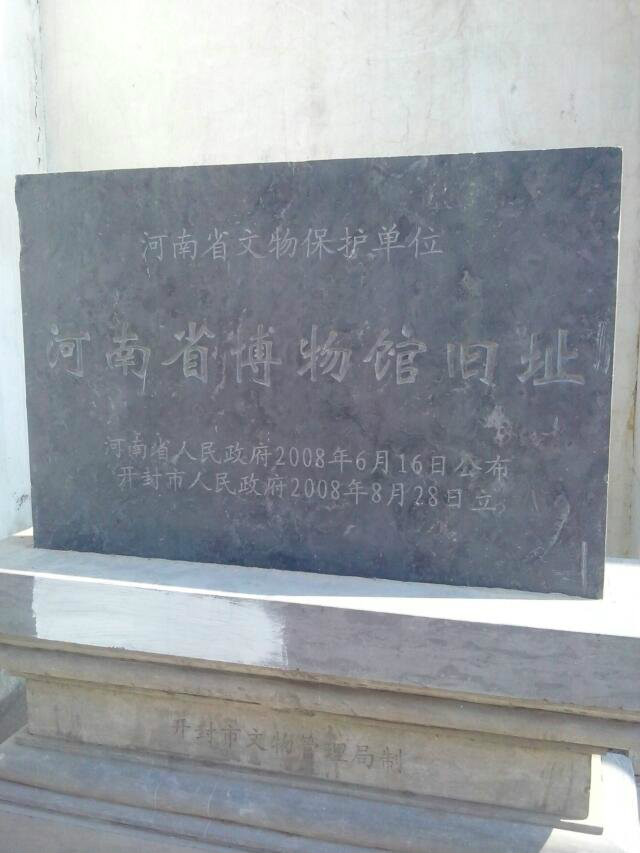 河南省文物保护单位
河南省博物馆旧址
河南省人民政府2008年6月16日公布
开封市人民政府2008年8月28日立
开封市文物管理局制